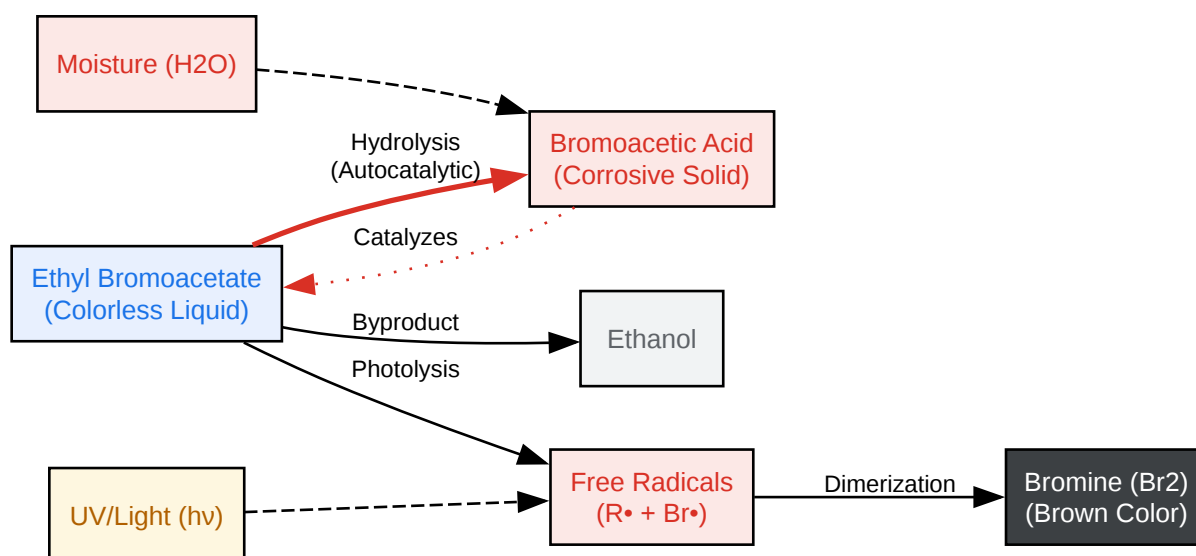 Moisture (H2O)
Bromoacetic Acid
(Corrosive Solid)
Hydrolysis
(Autocatalytic)
Catalyzes
Ethyl Bromoacetate
(Colorless Liquid)
Byproduct
Ethanol
Photolysis
UV/Light (hν)
Free Radicals
(R• + Br•)
Dimerization
Bromine (Br2)
(Brown Color)